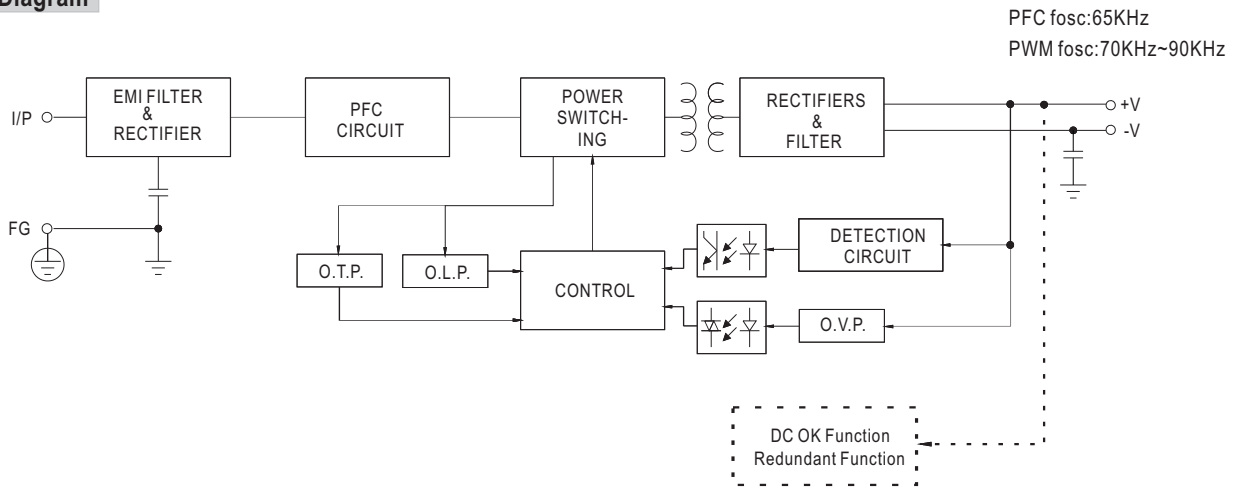 Diagram
PFC fosc:65KHz
PWM fosc:70KHz~90KHz
I/P
EMI FILTER
&
RECTIFIER
PFC
CIRCUIT
POWER
SWITCH-
ING
RECTIFIERS
&
FILTER
+V
-V
FG
O.T.P.
O.L.P.
CONTROL
DETECTION
CIRCUIT
O.V.P.
DC OK Function
Redundant Function